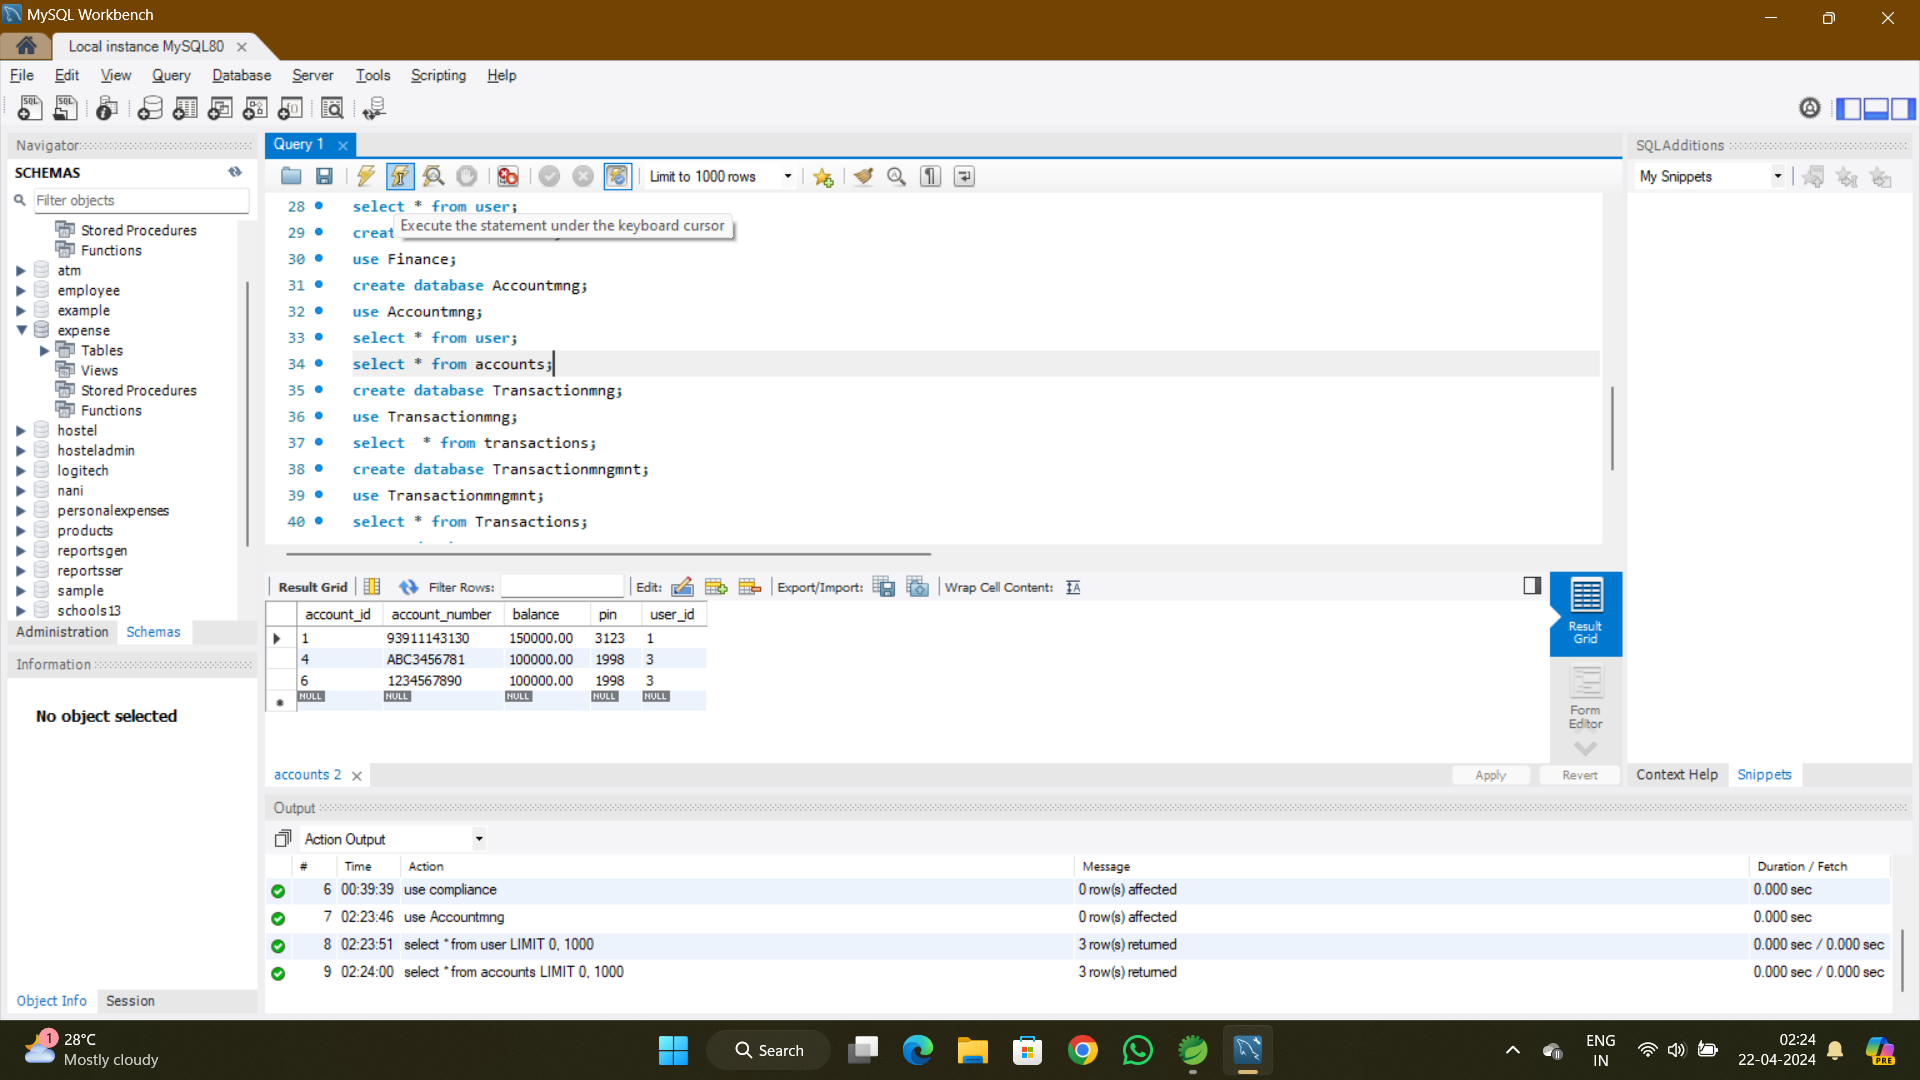 MySQL Workbench
Local instance MySQL80
File Edit View Query Database Server Tools Scripting Help
Navigator
SCHEMAS
Filter objects
Stored Procedures
Functions
atm
employee
example
expense
Tables
Views
Stored Procedures
Functions
hostel
hosteladmin
logitech
nani
personalexpenses
products
reportsgen
reportsser
sample
schools13
Administration Schemas
Information
No object selected
Object Info Session
Query 1
Limit to 1000 rows
28 select * from user;
Execute the statement under the keyboard cursor
29 creat
30 use Finance;
31 create database Accountmng;
32 use Accountmng;
33 select * from user;
34 select * from accounts;
35 create database Transactionmng;
36 use Transactionmng;
37 select  * from transactions;
38 create database Transactionmngmnt;
39 use Transactionmngmnt;
40 select * from Transactions;
Result Grid Filter Rows: Edit: Export/Import: Wrap Cell Content:
account_id account_number balance pin user_id
1 93911143130 150000.00 3123 1
4 ABC3456781 100000.00 1998 3
6 1234567890 100000.00 1998 3
NULL NULL NULL NULL NULL
Result Grid
Form Editor
accounts 2
Apply Revert
SQLAdditions
My Snippets
Context Help Snippets
Output
Action Output
# Time Action Message Duration / Fetch
6 00:39:39 use compliance 0 row(s) affected 0.000 sec
7 02:23:46 use Accountmng 0 row(s) affected 0.000 sec
8 02:23:51 select * from user LIMIT 0, 1000 3 row(s) returned 0.000 sec / 0.000 sec
9 02:24:00 select * from accounts LIMIT 0, 1000 3 row(s) returned 0.000 sec / 0.000 sec
1
28°C
Mostly cloudy
Search
ENG
IN
02:24
22-04-2024
PRE